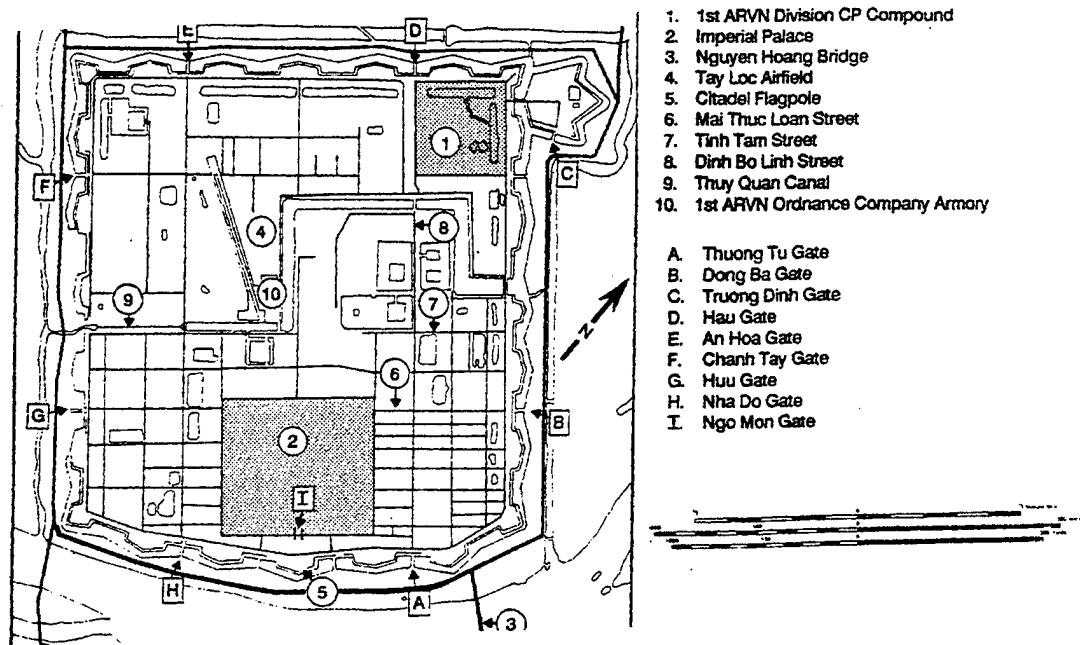 E
D
1
C
F
4
8
10
9
7
6
G
B
2
I
H
5
A
3
N
1. 1st ARVN Division CP Compound
2. Imperial Palace
3. Nguyen Hoang Bridge
4. Tay Loc Airfield
5. Citadel Flagpole
6. Mai Thuc Loan Street
7. Tinh Tam Street
8. Dinh Bo Linh Street
9. Thuy Quan Canal
10. 1st ARVN Ordnance Company Armory
A. Thuong Tu Gate
B. Dong Ba Gate
C. Truong Dinh Gate
D. Hau Gate
E. An Hoa Gate
F. Chanh Tay Gate
G. Huu Gate
H. Nha Do Gate
I. Ngo Mon Gate